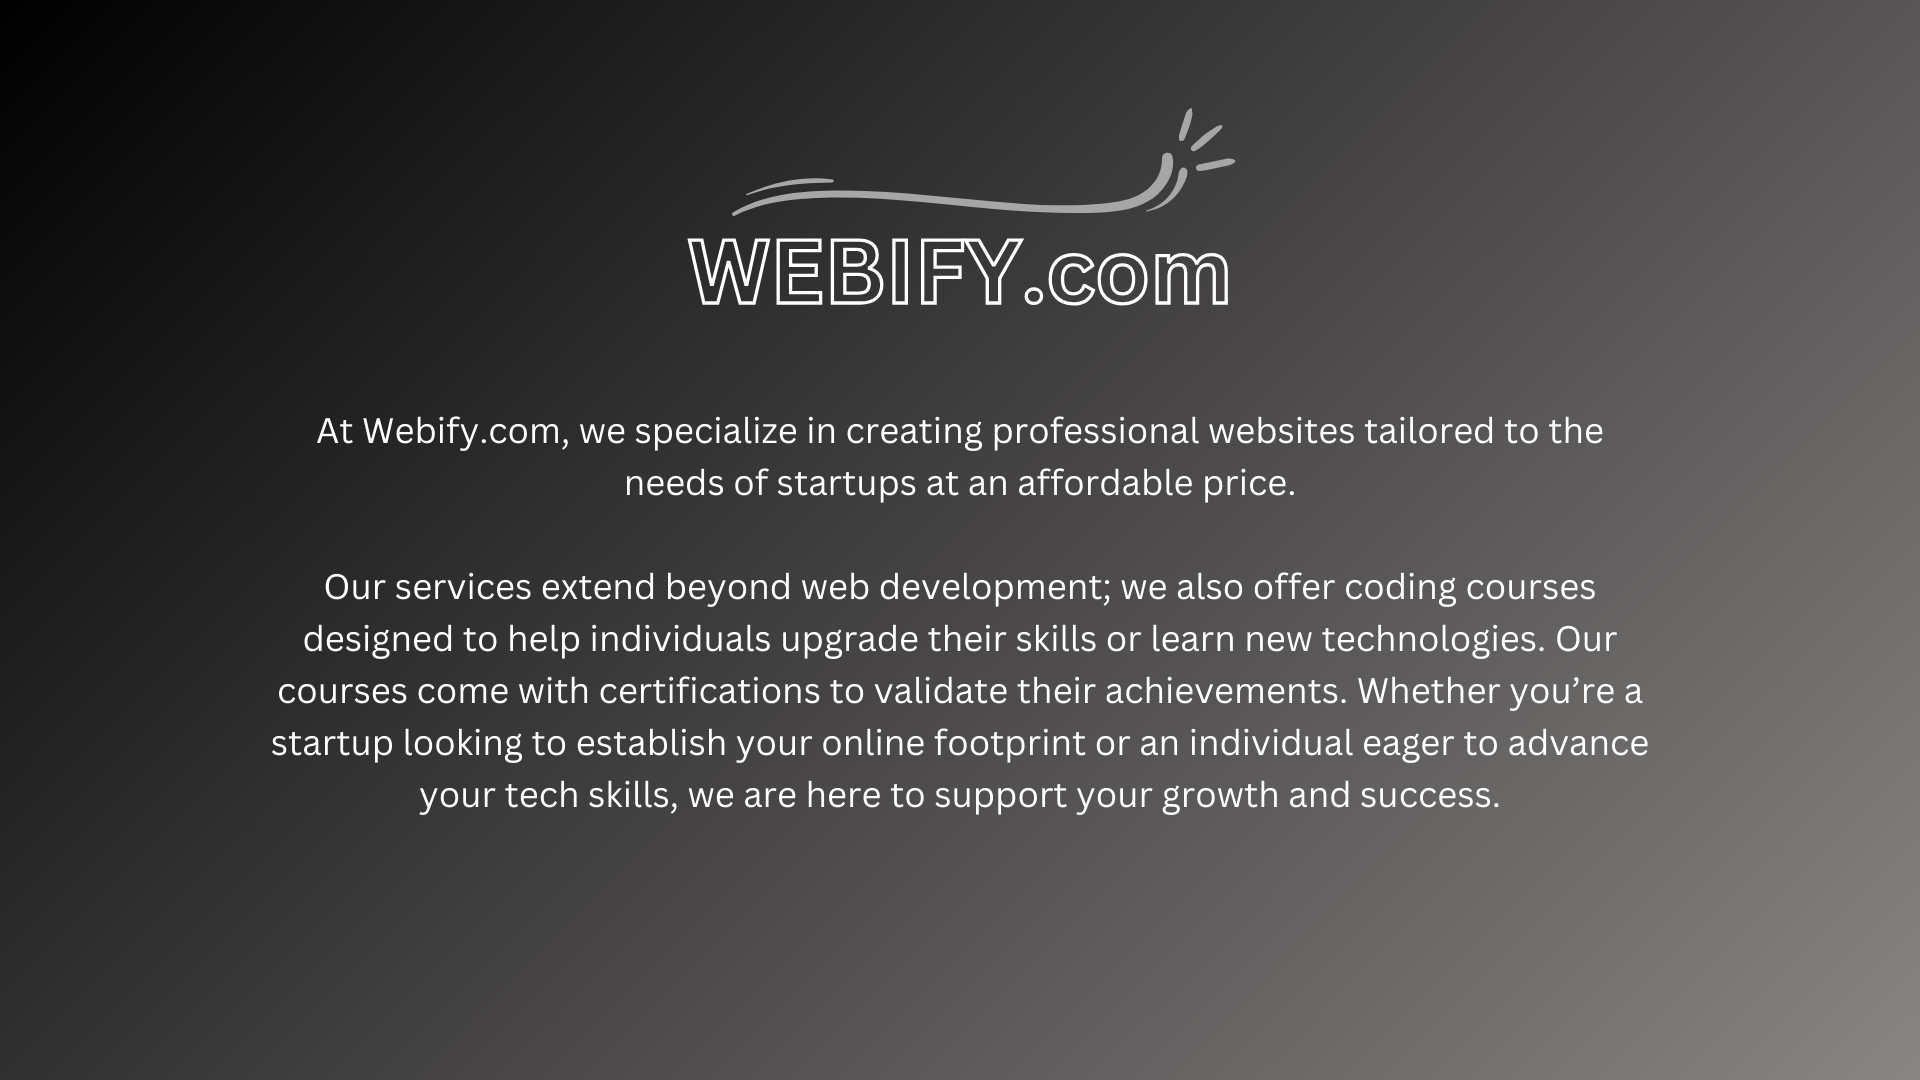 WEBIFY.com
At Webify.com, we specialize in creating professional websites tailored to the
needs of startups at an affordable price.
Our services extend beyond web development; we also offer coding courses
designed to help individuals upgrade their skills or learn new technologies. Our
courses come with certifications to validate their achievements. Whether you’re a
startup looking to establish your online footprint or an individual eager to advance
your tech skills, we are here to support your growth and success.